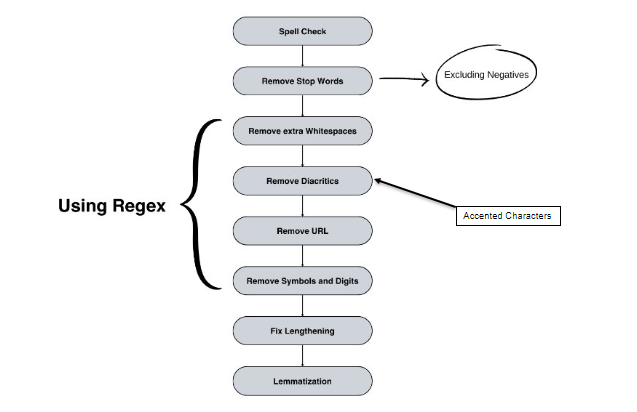 Spell Check
Remove Stop Words
Excluding Negatives
Remove extra Whitespaces
Remove Diacritics
Using Regex
Accented Characters
Remove URL
Remove Symbols and Digits
Fix Lengthening
Lemmatization